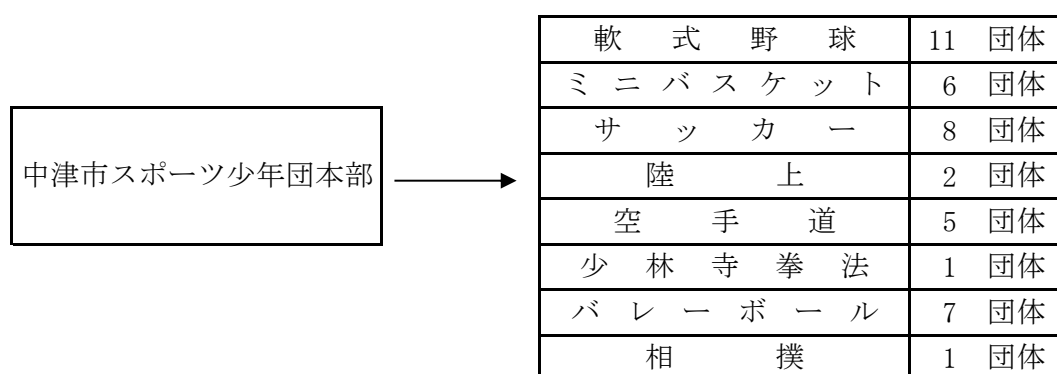 中津市スポーツ少年団本部
軟式野球 11 団体
ミニバスケット 6 団体
サッカー 8 団体
陸上 2 団体
空手道 5 団体
少林寺拳法 1 団体
バレーボール 7 団体
相撲 1 団体